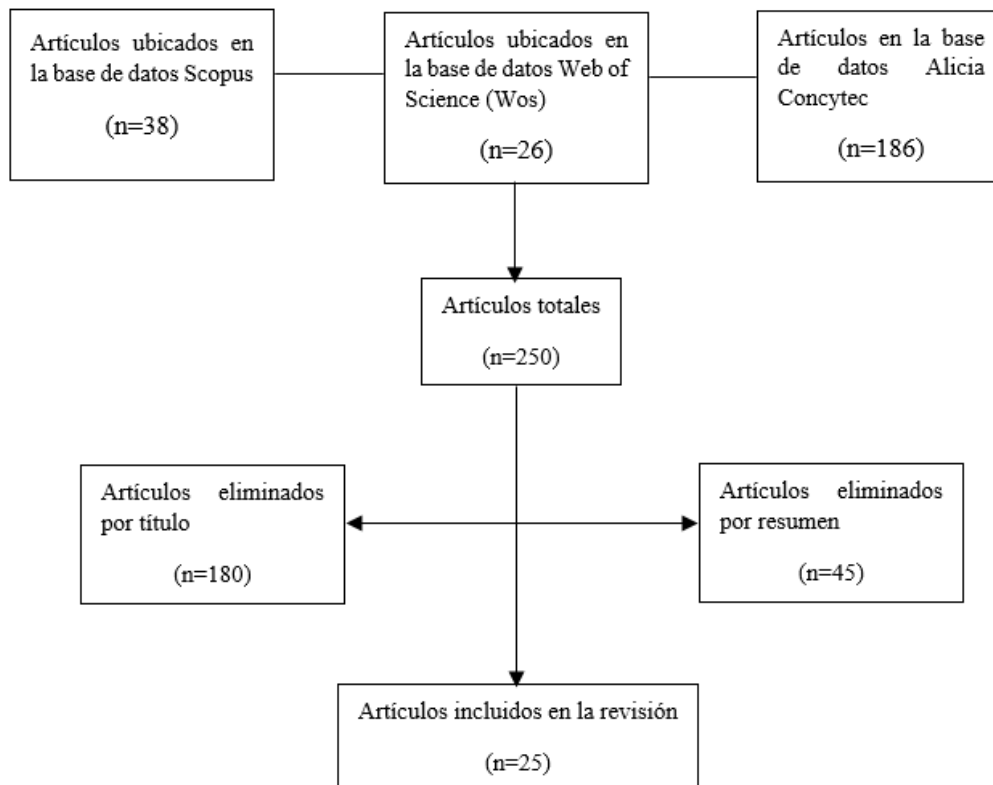 Artículos ubicados en
la base de datos Scopus
(n=38)
Artículos ubicados en
la base de datos Web of
Science (Wos)
(n=26)
Artículos en la base
de datos Alicia
Concytec
(n=186)
Artículos totales
(n=250)
Artículos eliminados
por título
(n=180)
Artículos eliminados
por resumen
(n=45)
Artículos incluidos en la revisión
(n=25)